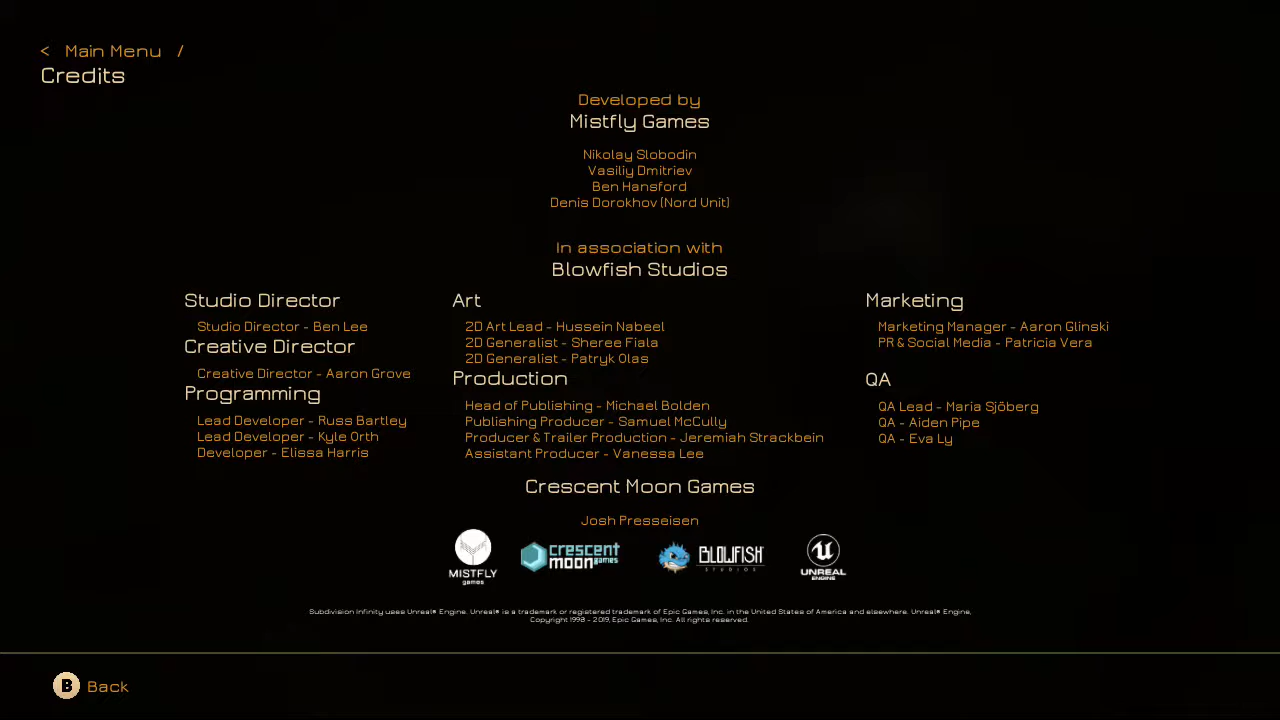 < Main Menu /
Credits
Developed by
Mistfly Games
Nikolay Slobodin
Vasiliy Dmitriev
Ben Hansford
Denis Dorokhov (Nord Unit)
In association with
Blowfish Studios
Studio Director
Studio Director - Ben Lee
Creative Director
Creative Director - Aaron Grove
Programming
Lead Developer - Russ Bartley
Lead Developer - Kyle Orth
Developer - Elissa Harris
Art
2D Art Lead - Hussein Nabeel
2D Generalist - Sheree Fiala
2D Generalist - Patryk Olas
Production
Head of Publishing - Michael Bolden
Publishing Producer - Samuel McCully
Producer & Trailer Production - Jeremiah Strackbein
Assistant Producer - Vanessa Lee
Marketing
Marketing Manager - Aaron Glinski
PR & Social Media - Patricia Vera
QA
QA Lead - Maria Sjöberg
QA - Aiden Pipe
QA - Eva Ly
Crescent Moon Games
Josh Presseisen
MISTFLY
games
crescent
moon games
BLOWFISH
STUDIOS
UNREAL
ENGINE
Subdivision Infinity uses Unreal® Engine. Unreal® is a trademark or registered trademark of Epic Games, Inc. in the United States of America and elsewhere. Unreal® Engine,
Copyright 1998 - 2019, Epic Games, Inc. All rights reserved.
B Back